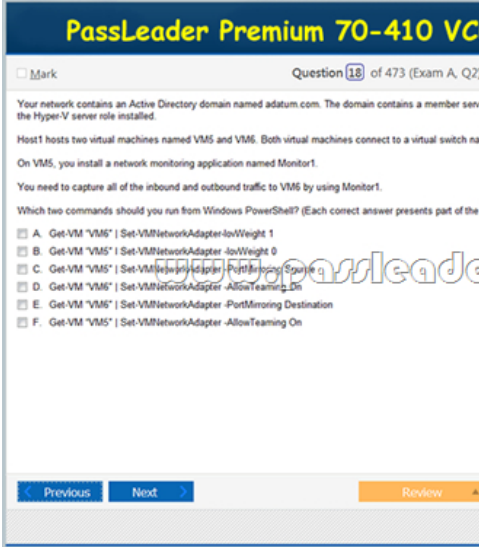 PassLeader Premium 70-410 VC
Mark
Question 18 of 473 (Exam A, Q2)
Your network contains an Active Directory domain named adatum.com. The domain contains a member ser
the Hyper-V server role installed.
Host1 hosts two virtual machines named VM5 and VM6. Both virtual machines connect to a virtual switch na
On VM5, you install a network monitoring application named Monitor1.
You need to capture all of the inbound and outbound traffic to VM6 by using Monitor1.
Which two commands should you run from Windows PowerShell? (Each correct answer presents part of the
A. Get-VM "VM6" | Set-VMNetworkAdapter-IovWeight 1
B. Get-VM "VM5" I Set-VMNetworkAdapter -IovWeight 0
C. Get-VM "VM5" | Set-VMNetworkAdapter -PortMirroring Source
D. Get-VM "VM6" | Set-VMNetworkAdapter -AllowTeaming On
E. Get-VM "VM6" | Set-VMNetworkAdapter -PortMirroring Destination
F. Get-VM "VM5" | Set-VMNetworkAdapter -AllowTeaming On
www.passleade
Previous
Next
Review